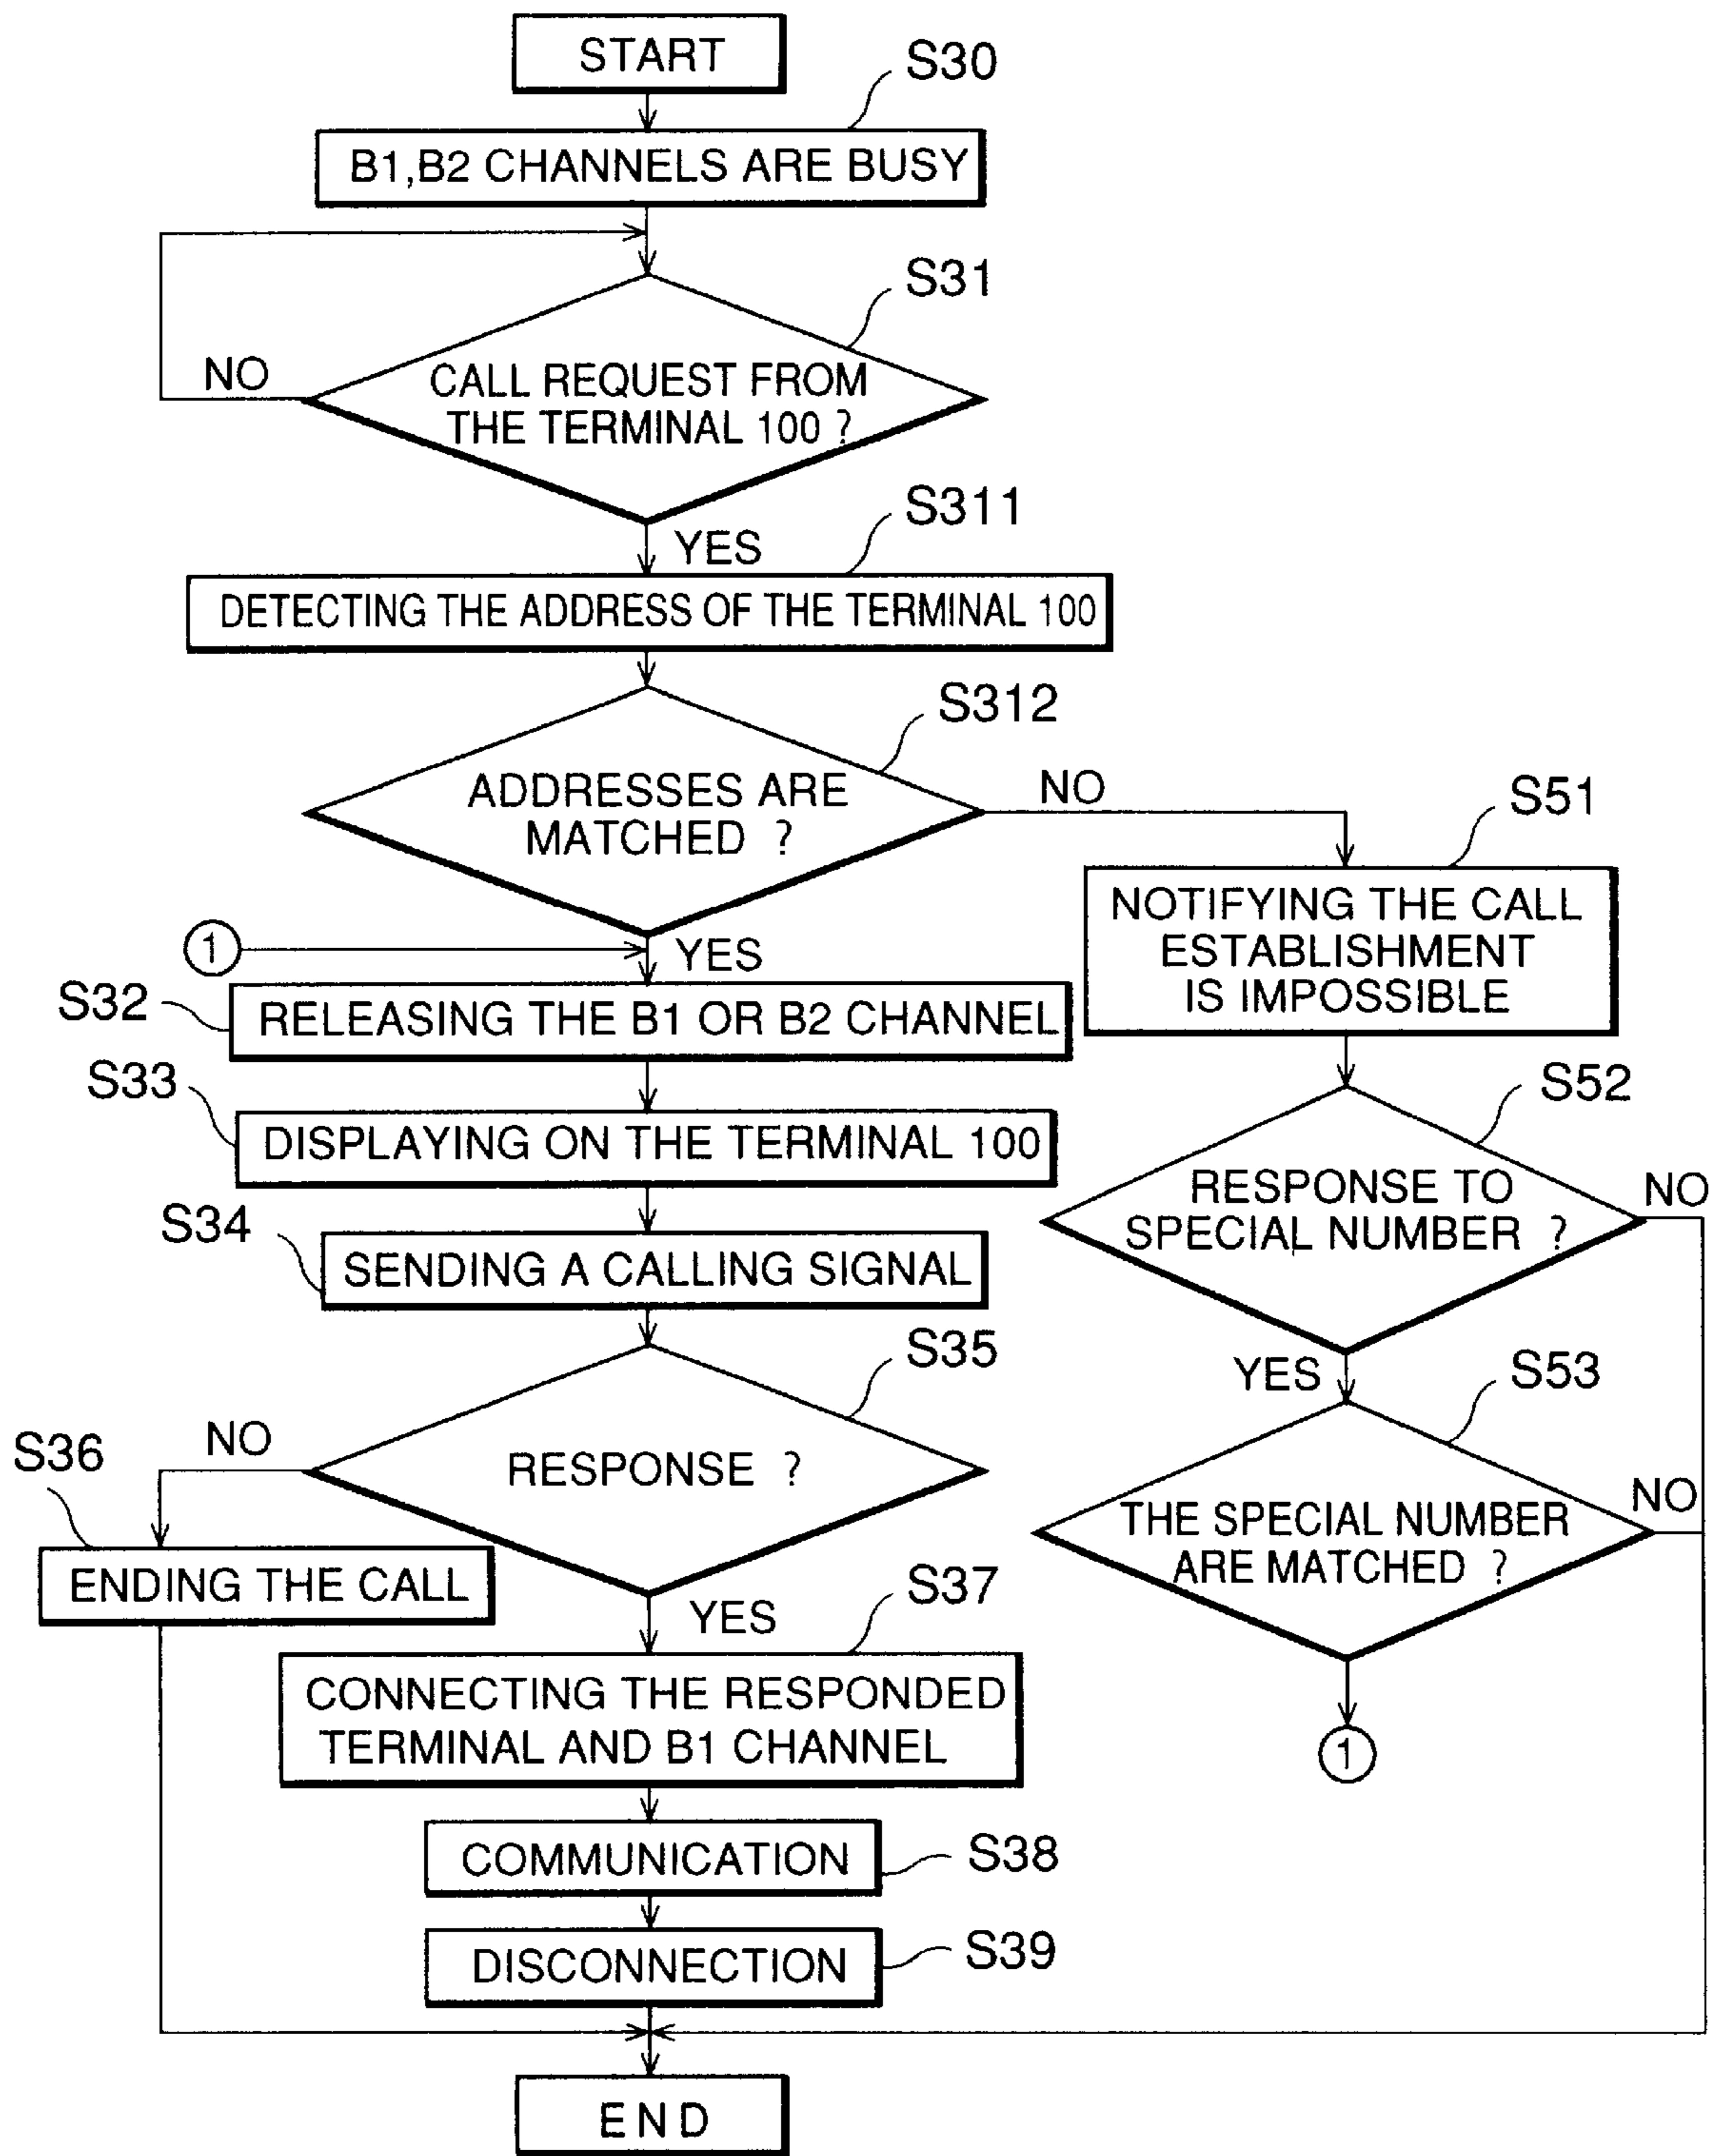 START
S30
B1,B2 CHANNELS ARE BUSY
S31
NO
CALL REQUEST FROM
THE TERMINAL 100 ?
S311
YES
DETECTING THE ADDRESS OF THE TERMINAL 100
S312
ADDRESSES ARE
MATCHED ?
NO
S51
NOTIFYING THE CALL
ESTABLISHMENT
IS IMPOSSIBLE
1
YES
S32
RELEASING THE B1 OR B2 CHANNEL
S33
DISPLAYING ON THE TERMINAL 100
S52
RESPONSE TO
SPECIAL NUMBER ?
NO
S34
SENDING A CALLING SIGNAL
S35
YES
S53
NO
RESPONSE ?
S36
THE SPECIAL NUMBER
ARE MATCHED ?
NO
ENDING THE CALL
YES
S37
CONNECTING THE RESPONDED
TERMINAL AND B1 CHANNEL
1
COMMUNICATION
S38
DISCONNECTION
S39
END